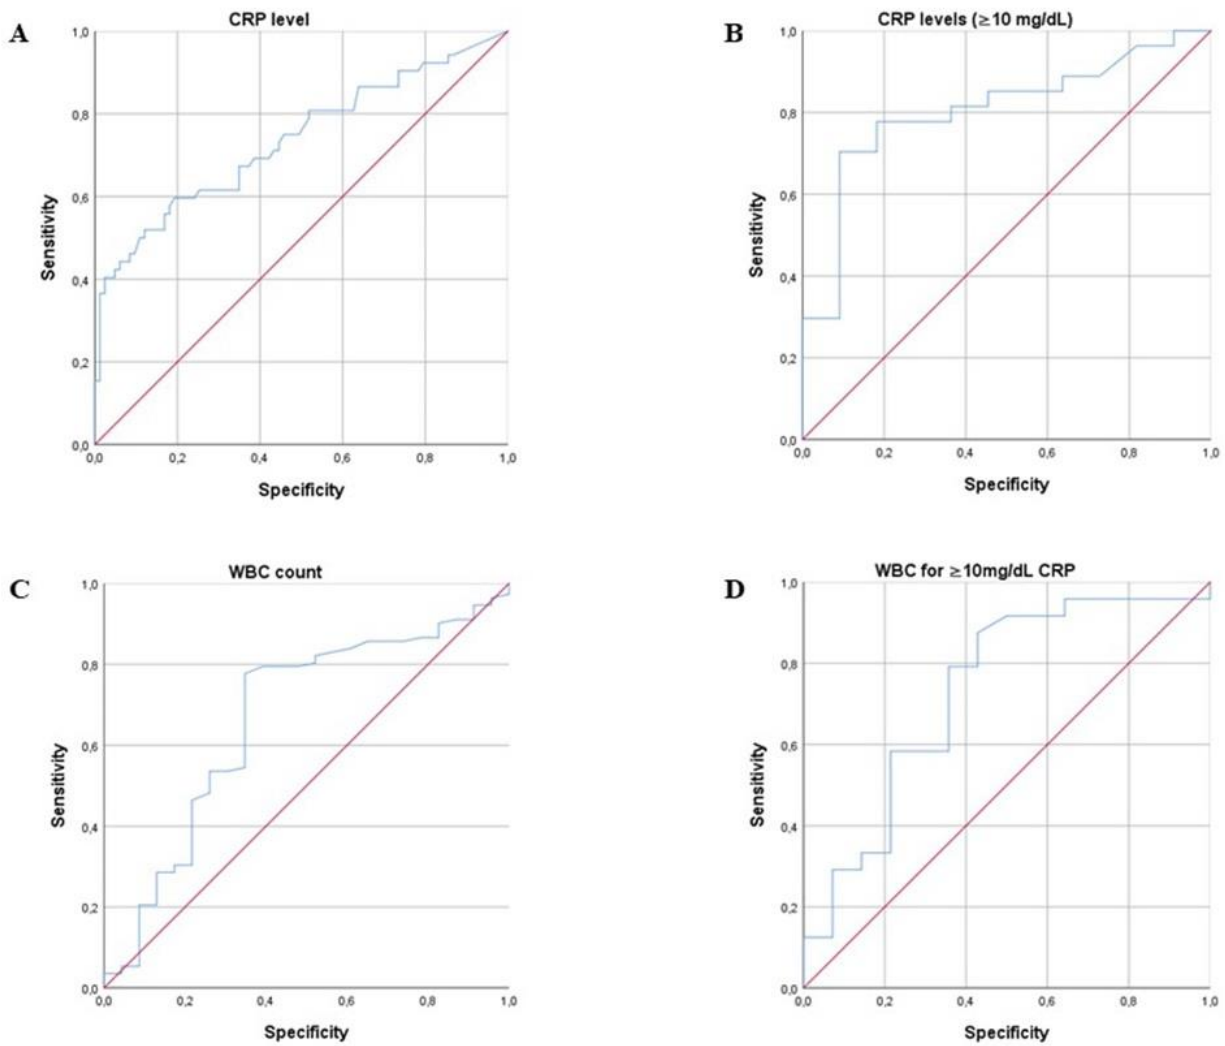 A
CRP level
1,0
0,8
0,6
0,4
0,2
0,0
Sensitivity
0,0 0,2 0,4 0,6 0,8 1,0
Specificity
B
CRP levels (≥10 mg/dL)
1,0
0,8
0,6
0,4
0,2
0,0
Sensitivity
0,0 0,2 0,4 0,6 0,8 1,0
Specificity
C
WBC count
1,0
0,8
0,6
0,4
0,2
0,0
Sensitivity
0,0 0,2 0,4 0,6 0,8 1,0
Specificity
D
WBC for ≥10mg/dL CRP
1,0
0,8
0,6
0,4
0,2
0,0
Sensitivity
0,0 0,2 0,4 0,6 0,8 1,0
Specificity